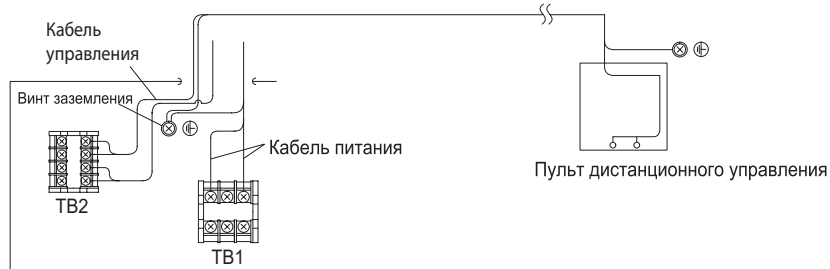 Кабель
управления
Винт заземления
Кабель питания
Пульт дистанционного управления
TB2
TB1